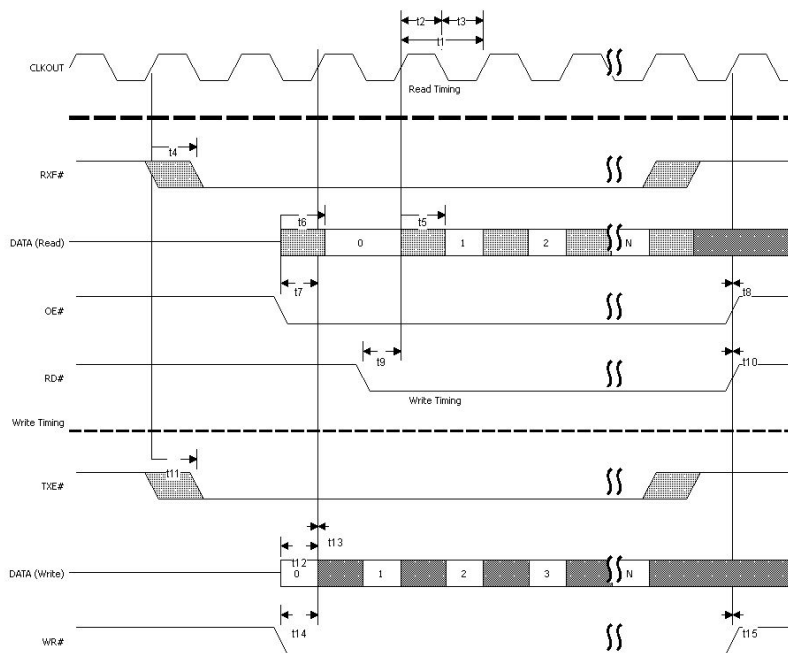 t2 t3
t1
CLKOUT
Read Timing
t4
RXF#
t6 t5
DATA (Read) 0 1 2 N
t7 t8
OE#
t9 t10
RD#
Write Timing
Write Timing
t11
TXE#
t13
t12
DATA (Write) 0 1 2 3 N
t14 t15
WR#